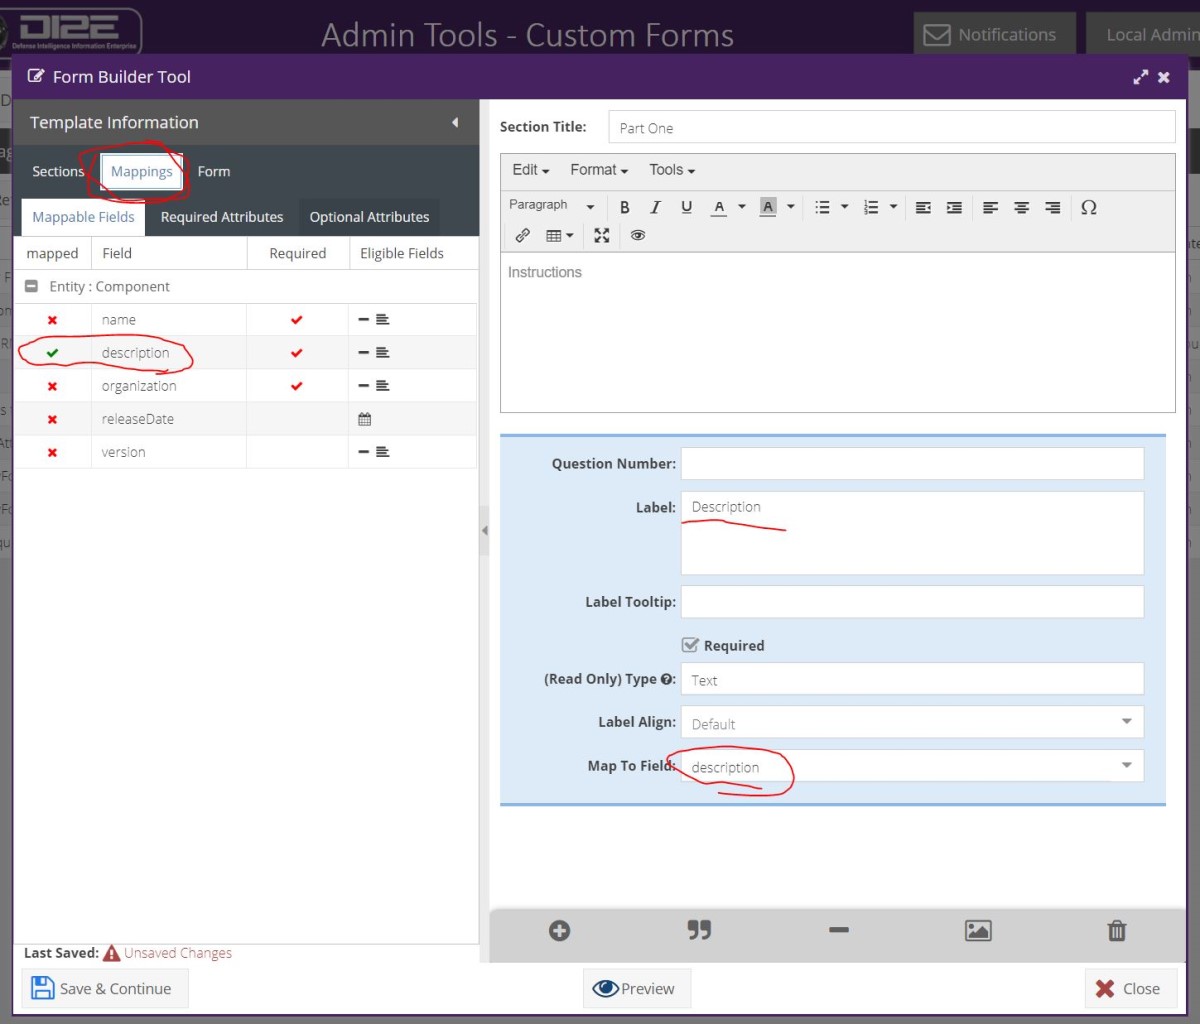 DI2E
Defense Intelligence Information Enterprise
Admin Tools - Custom Forms
Notifications
Local Admin
Form Builder Tool
Template Information
Sections Mappings Form
Mappable Fields Required Attributes Optional Attributes
mapped Field Required Eligible Fields
Entity : Component
name
description
organization
releaseDate
version
Last Saved: Unsaved Changes
Section Title: Part One
Edit Format Tools
Paragraph B I U A A Ω
Instructions
Question Number:
Label: Description
Label Tooltip:
Required
(Read Only) Type ?: Text
Label Align: Default
Map To Field: description
Save & Continue Preview Close